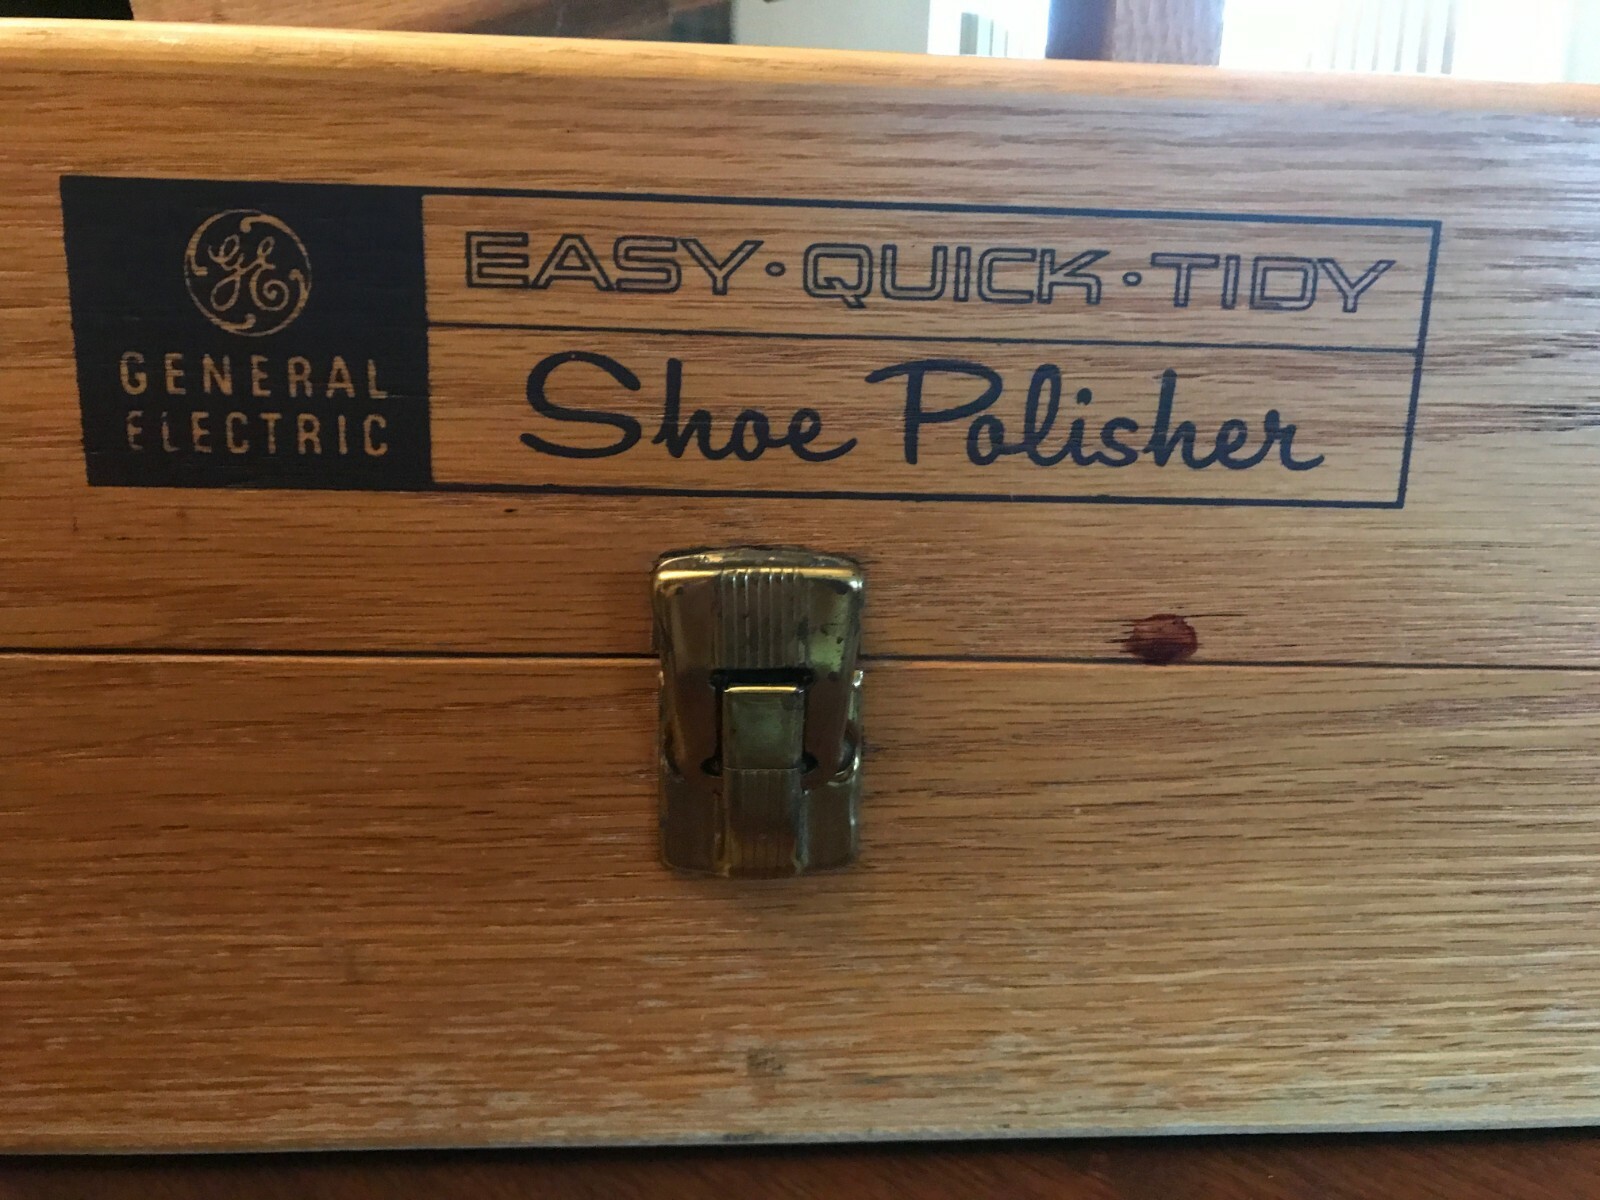 GE
GENERAL
ELECTRIC
EASY · QUICK · TIDY
Shoe Polisher